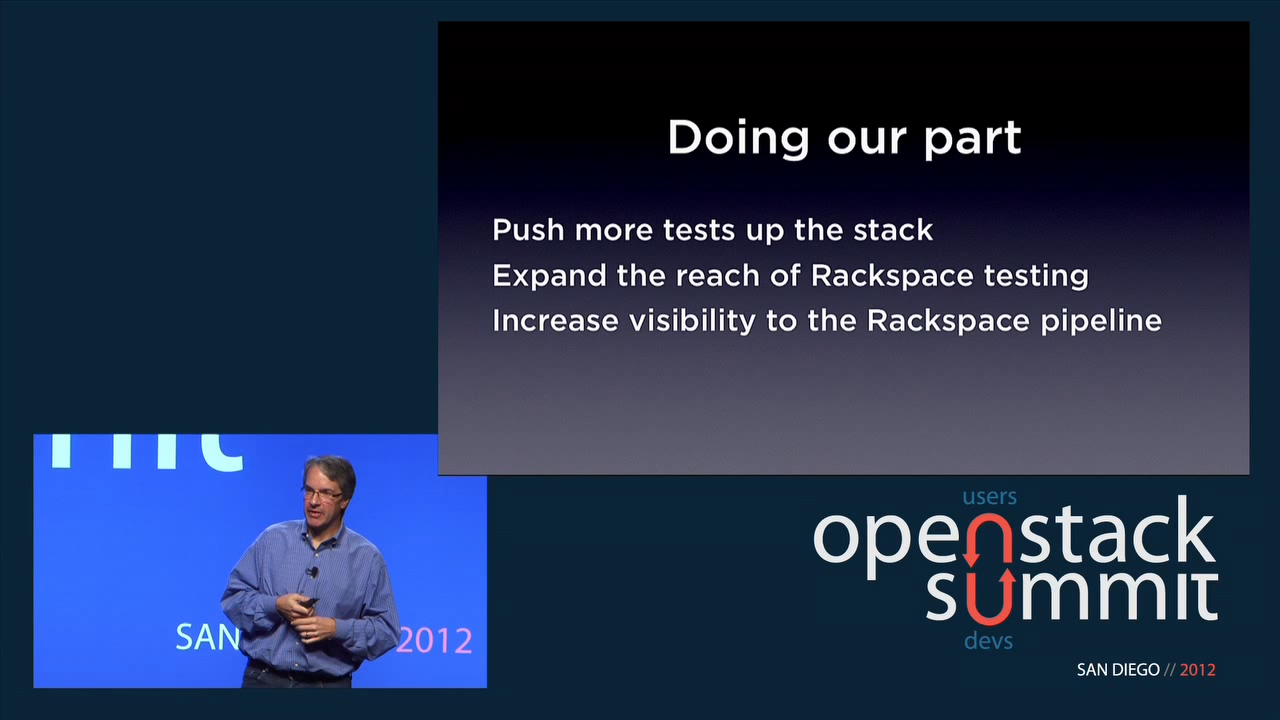 Doing our part
Push more tests up the stack
Expand the reach of Rackspace testing
Increase visibility to the Rackspace pipeline
SAN 2012
users
openstack
summit
devs
SAN DIEGO // 2012